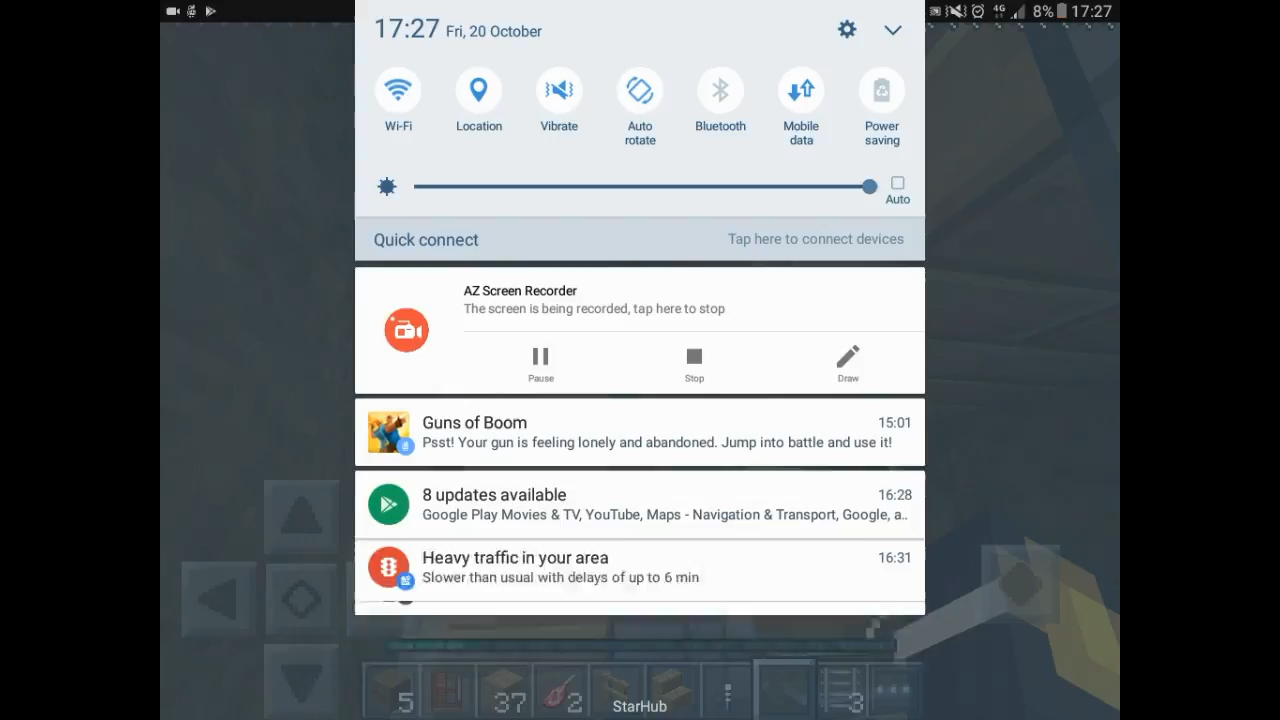 4G 8% 17:27
17:27 Fri, 20 October
Wi-Fi
Location
Vibrate
Auto
rotate
Bluetooth
Mobile
data
Power
saving
Auto
Quick connect
Tap here to connect devices
AZ Screen Recorder
The screen is being recorded, tap here to stop
Pause
Stop
Draw
Guns of Boom 15:01
Psst! Your gun is feeling lonely and abandoned. Jump into battle and use it!
8 updates available 16:28
Google Play Movies & TV, YouTube, Maps - Navigation & Transport, Google, a..
Heavy traffic in your area 16:31
Slower than usual with delays of up to 6 min
5 37 2 3
StarHub